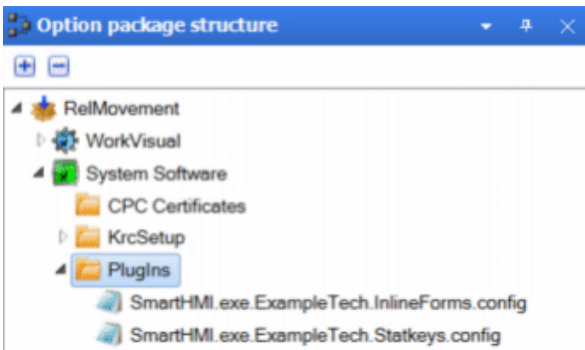 Option package structure
RelMovement
WorkVisual
System Software
CPC Certificates
KrcSetup
PlugIns
SmartHMI.exe.ExampleTech.InlineForms.config
SmartHMI.exe.ExampleTech.Statkeys.config